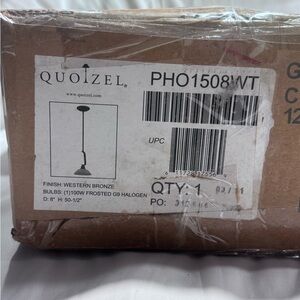 QUOIZEL®
www.quoizel.com
PHO1508WT
UPC
FINISH: WESTERN BRONZE
BULBS: (1)100W FROSTED G9 HALOGEN
D: 8" H: 50-1/2"
QTY: 1
PO:
G
C
12